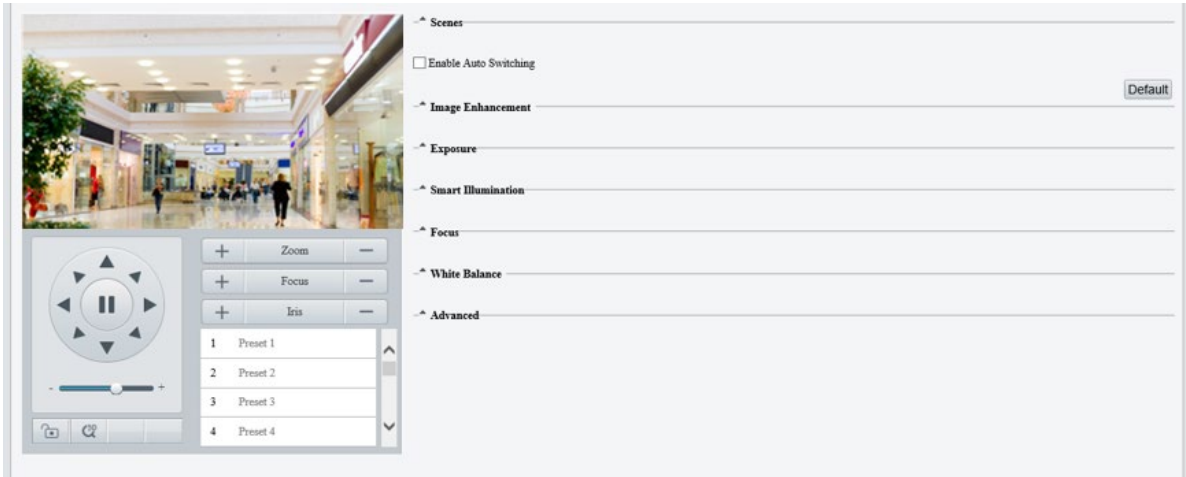 Scenes
Enable Auto Switching
Default
Image Enhancement
Exposure
Smart Illumination
Focus
White Balance
Advanced
+ Zoom −
+ Focus −
+ Iris −
1 Preset 1
2 Preset 2
3 Preset 3
4 Preset 4
- +
3D